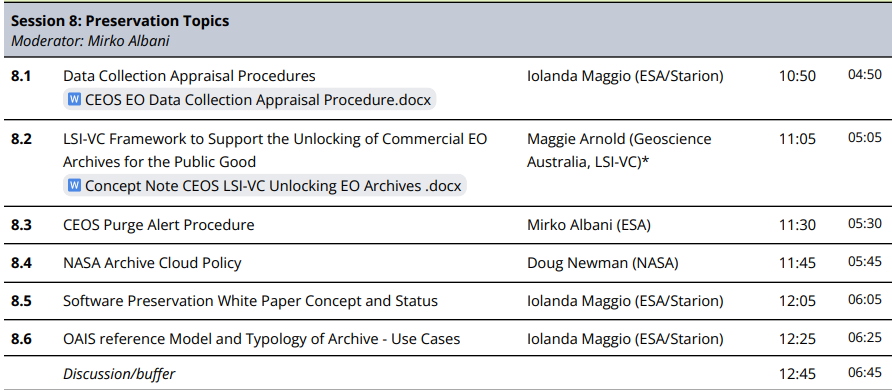 Session 8: Preservation Topics
Moderator: Mirko Albani
8.1 Data Collection Appraisal Procedures Iolanda Maggio (ESA/Starion) 10:50 04:50
W CEOS EO Data Collection Appraisal Procedure.docx
8.2 LSI-VC Framework to Support the Unlocking of Commercial EO Maggie Arnold (Geoscience 11:05 05:05
Archives for the Public Good Australia, LSI-VC)*
W Concept Note CEOS LSI-VC Unlocking EO Archives .docx
8.3 CEOS Purge Alert Procedure Mirko Albani (ESA) 11:30 05:30
8.4 NASA Archive Cloud Policy Doug Newman (NASA) 11:45 05:45
8.5 Software Preservation White Paper Concept and Status Iolanda Maggio (ESA/Starion) 12:05 06:05
8.6 OAIS reference Model and Typology of Archive - Use Cases Iolanda Maggio (ESA/Starion) 12:25 06:25
Discussion/buffer 12:45 06:45